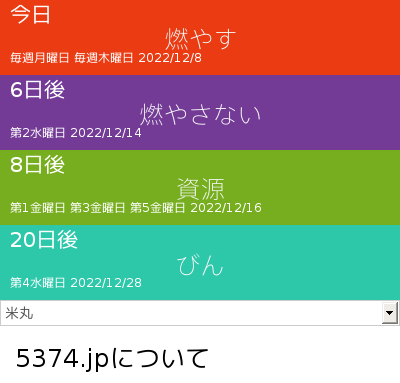 今日
燃やす
毎週月曜日 毎週木曜日 2022/12/8
6日後
燃やさない
第2水曜日 2022/12/14
8日後
資源
第1金曜日 第3金曜日 第5金曜日 2022/12/16
20日後
びん
第4水曜日 2022/12/28
米丸
5374.jpについて